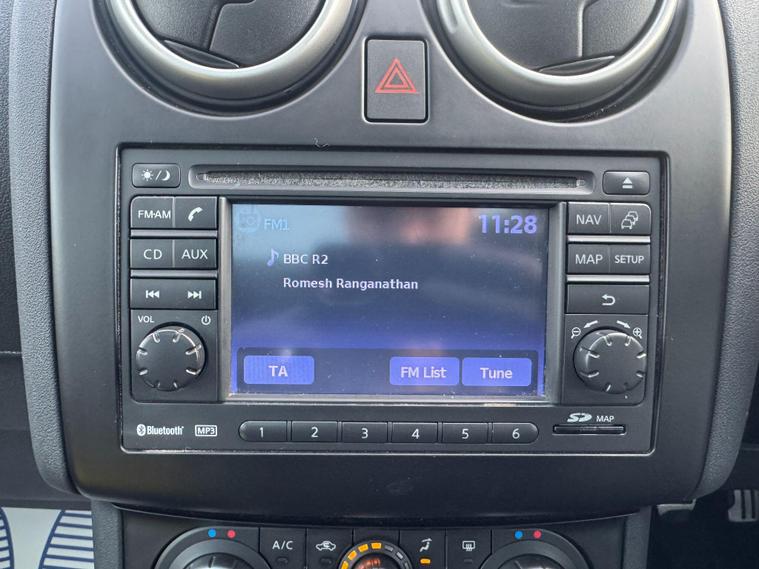 FM·AM
CD AUX
VOL
FM1 11:28
BBC R2
Romesh Ranganathan
TA FM List Tune
NAV
MAP SETUP
Bluetooth MP3
1 2 3 4 5 6
SD MAP
A/C